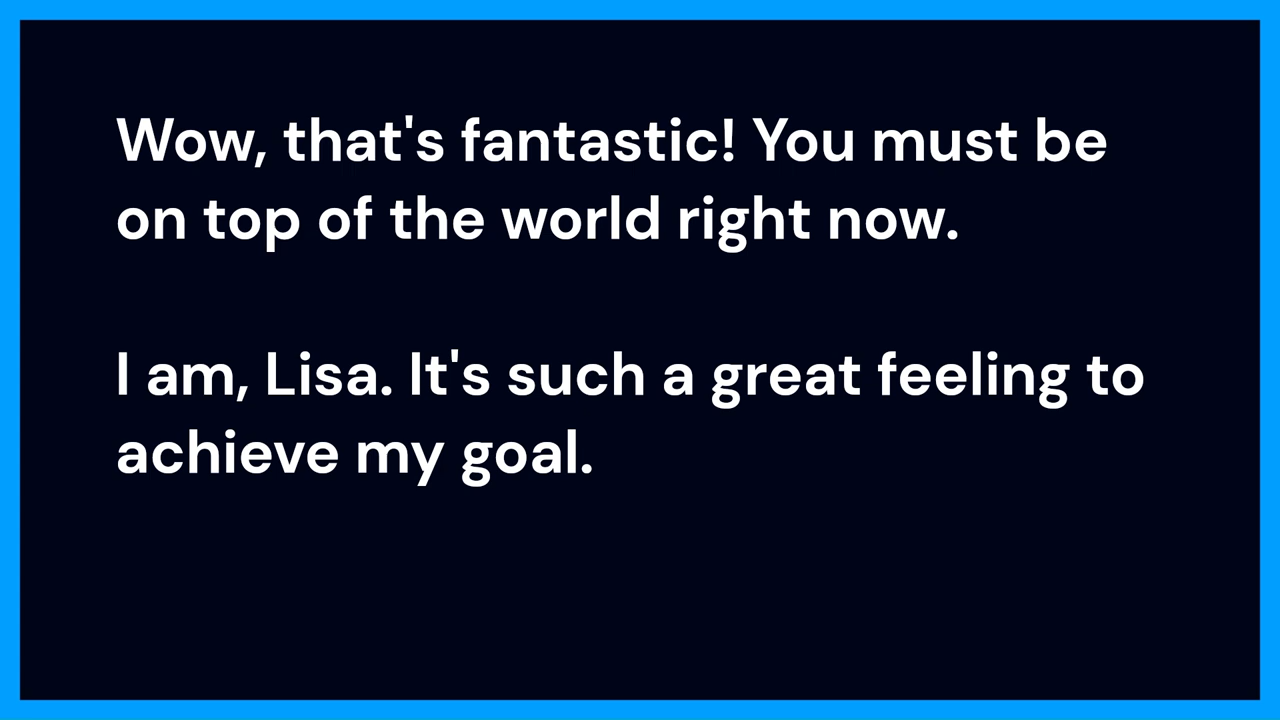 Wow, that's fantastic! You must be
on top of the world right now.
I am, Lisa. It's such a great feeling to
achieve my goal.